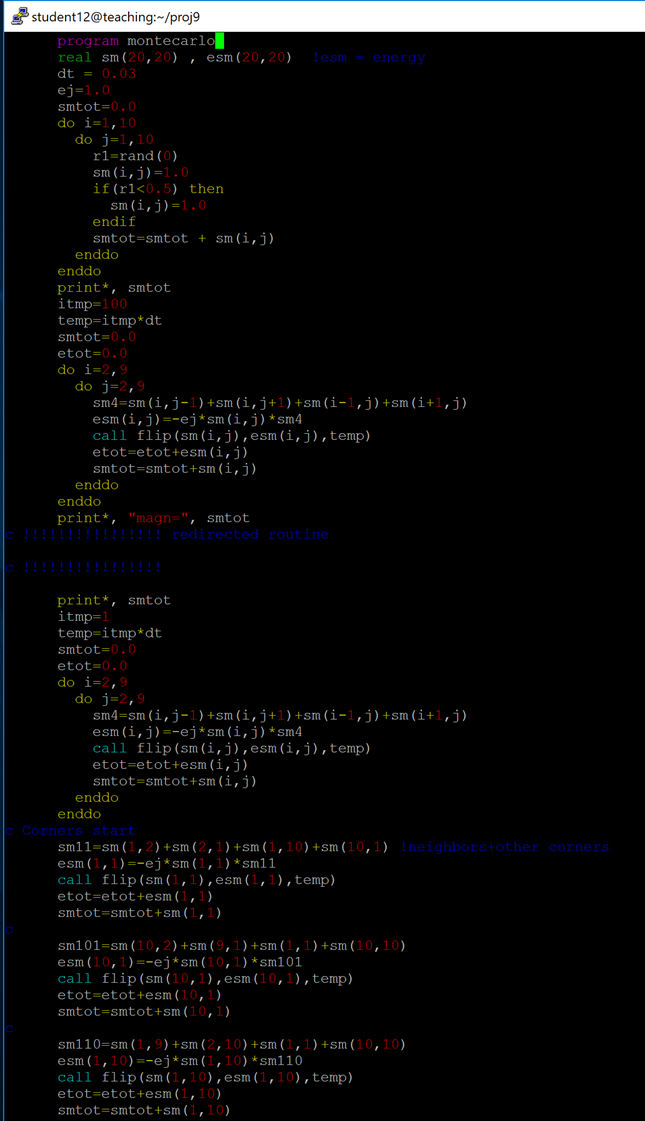 student12@teaching:~/proj9
program montecarlo
real sm(20,20) , esm(20,20)  !esm = energy
dt = 0.03
ej=1.0
smtot=0.0
do i=1,10
do j=1,10
r1=rand(0)
sm(i,j)=1.0
if(r1<0.5) then
sm(i,j)=1.0
endif
smtot=smtot + sm(i,j)
enddo
enddo
print*, smtot
itmp=100
temp=itmp*dt
smtot=0.0
etot=0.0
do i=2,9
do j=2,9
sm4=sm(i,j-1)+sm(i,j+1)+sm(i-1,j)+sm(i+1,j)
esm(i,j)=-ej*sm(i,j)*sm4
call flip(sm(i,j),esm(i,j),temp)
etot=etot+esm(i,j)
smtot=smtot+sm(i,j)
enddo
enddo
print*, "magn=", smtot
c !!!!!!!!!!!!!!!! redirected routine
c !!!!!!!!!!!!!!!!
print*, smtot
itmp=1
temp=itmp*dt
smtot=0.0
etot=0.0
do i=2,9
do j=2,9
sm4=sm(i,j-1)+sm(i,j+1)+sm(i-1,j)+sm(i+1,j)
esm(i,j)=-ej*sm(i,j)*sm4
call flip(sm(i,j),esm(i,j),temp)
etot=etot+esm(i,j)
smtot=smtot+sm(i,j)
enddo
enddo
c Corners start
sm11=sm(1,2)+sm(2,1)+sm(1,10)+sm(10,1) !neighbors+other corners
esm(1,1)=-ej*sm(1,1)*sm11
call flip(sm(1,1),esm(1,1),temp)
etot=etot+esm(1,1)
smtot=smtot+sm(1,1)
c
sm101=sm(10,2)+sm(9,1)+sm(1,1)+sm(10,10)
esm(10,1)=-ej*sm(10,1)*sm101
call flip(sm(10,1),esm(10,1),temp)
etot=etot+esm(10,1)
smtot=smtot+sm(10,1)
c
sm110=sm(1,9)+sm(2,10)+sm(1,1)+sm(10,10)
esm(1,10)=-ej*sm(1,10)*sm110
call flip(sm(1,10),esm(1,10),temp)
etot=etot+esm(1,10)
smtot=smtot+sm(1,10)